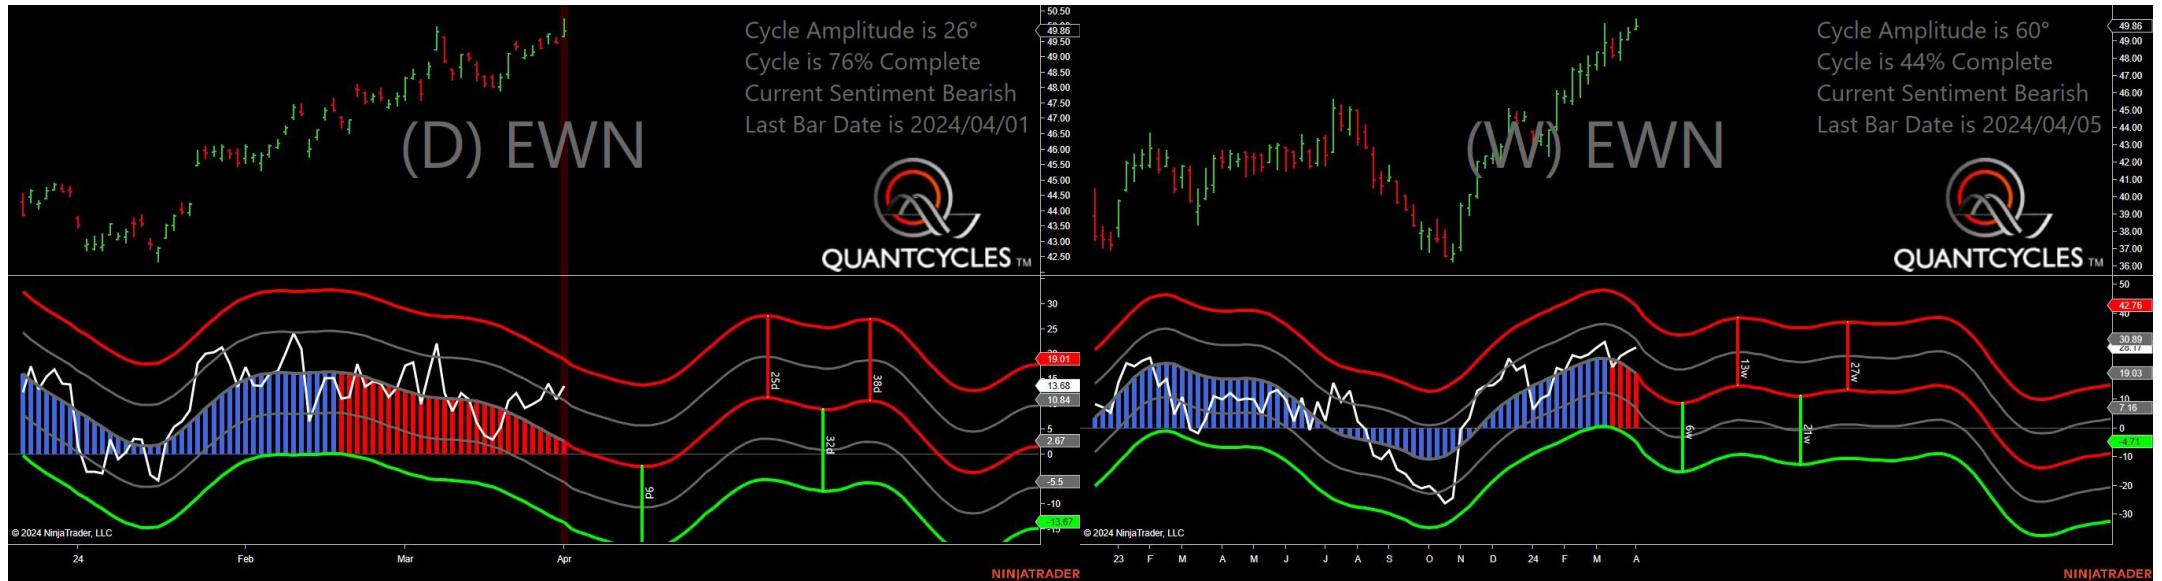 Cycle Amplitude is 26°
Cycle is 76% Complete
Current Sentiment Bearish
Last Bar Date is 2024/04/01
(D) EWN
QUANTCYCLES TM
50.50
49.86
49.50
49.00
48.50
48.00
47.50
47.00
46.50
46.00
45.50
45.00
44.50
44.00
43.50
43.00
42.50
30
25
19.01
15
13.68
10.84
5
2.67
0
-5.5
-10
-13.67
25d
38d
32d
9d
© 2024 NinjaTrader, LLC
24 Feb Mar Apr
NINJATRADER
Cycle Amplitude is 60°
Cycle is 44% Complete
Current Sentiment Bearish
Last Bar Date is 2024/04/05
(W) EWN
QUANTCYCLES TM
49.86
49.00
48.00
47.00
46.00
45.00
44.00
43.00
42.00
41.00
40.00
39.00
38.00
37.00
36.00
50
42.76
40
30.89
28.17
19.03
10
7.16
0
-4.71
-10
-20
-30
13w
27w
6w
21w
© 2024 NinjaTrader, LLC
23 F M A M J J A S O N D 24 F M A
NINJATRADER